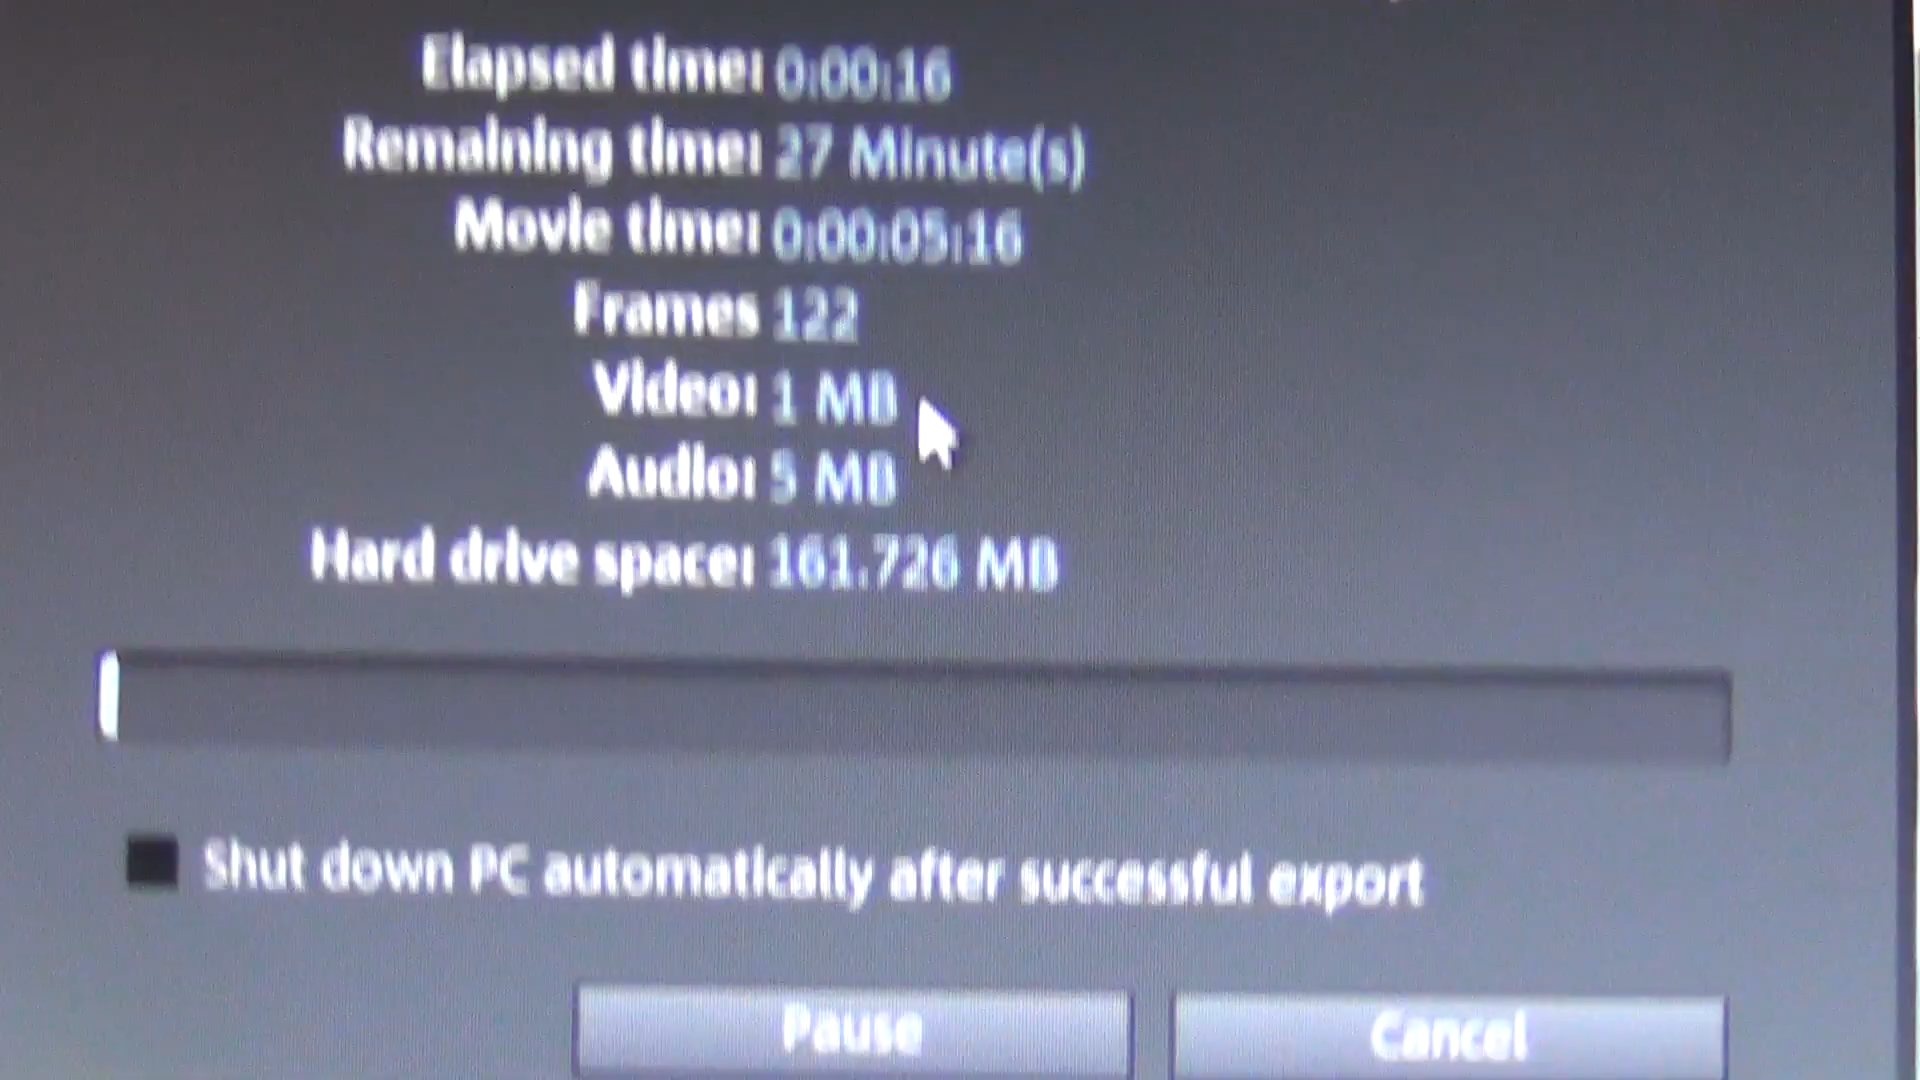 Elapsed time: 0:00:16
Remaining time: 27 Minute(s)
Movie time: 0:00:05:16
Frames 122
Video: 1 MB
Audio: 5 MB
Hard drive space: 161.726 MB
Shut down PC automatically after successful export
Pause
Cancel